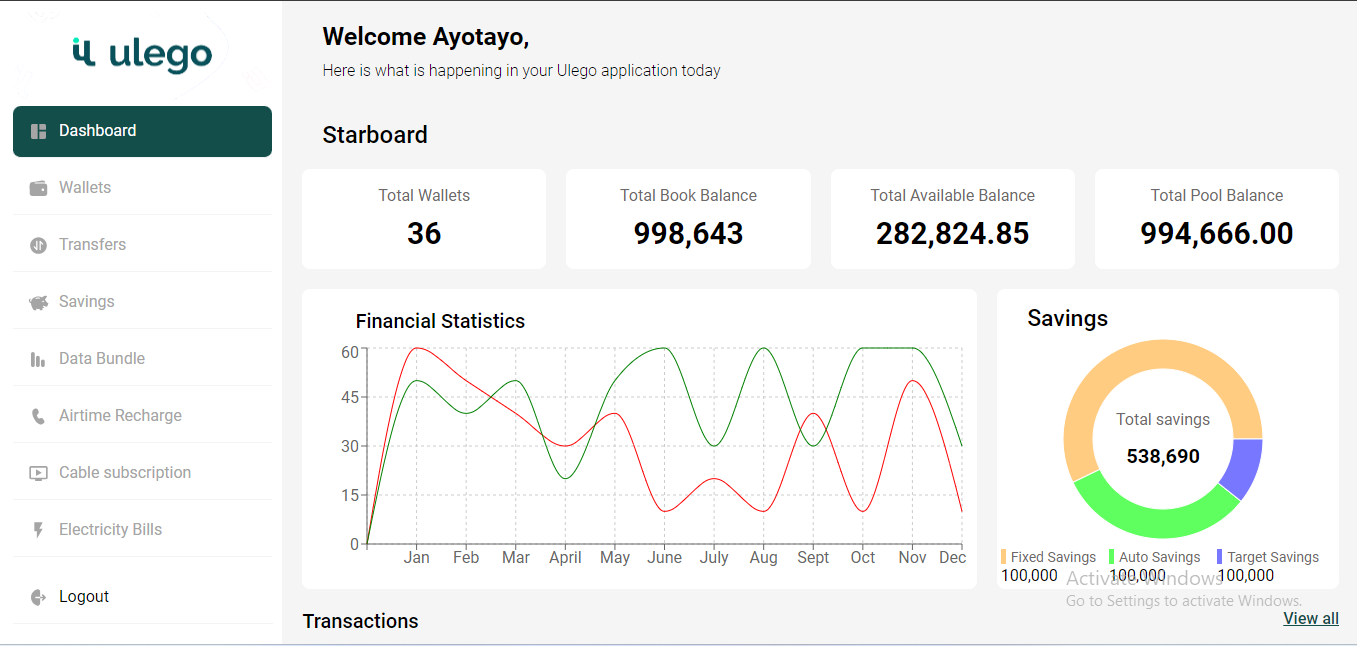 ulego
Dashboard
Wallets
Transfers
Savings
Data Bundle
Airtime Recharge
Cable subscription
Electricity Bills
Logout
Welcome Ayotayo,
Here is what is happening in your Ulego application today
Starboard
Total Wallets
36
Total Book Balance
998,643
Total Available Balance
282,824.85
Total Pool Balance
994,666.00
Financial Statistics
60
45
30
15
0
Jan Feb Mar April May June July Aug Sept Oct Nov Dec
Savings
Total savings
538,690
Fixed Savings Auto Savings Target Savings
100,000 100,000 100,000
Activate Windows
Go to Settings to activate Windows.
Transactions
View all